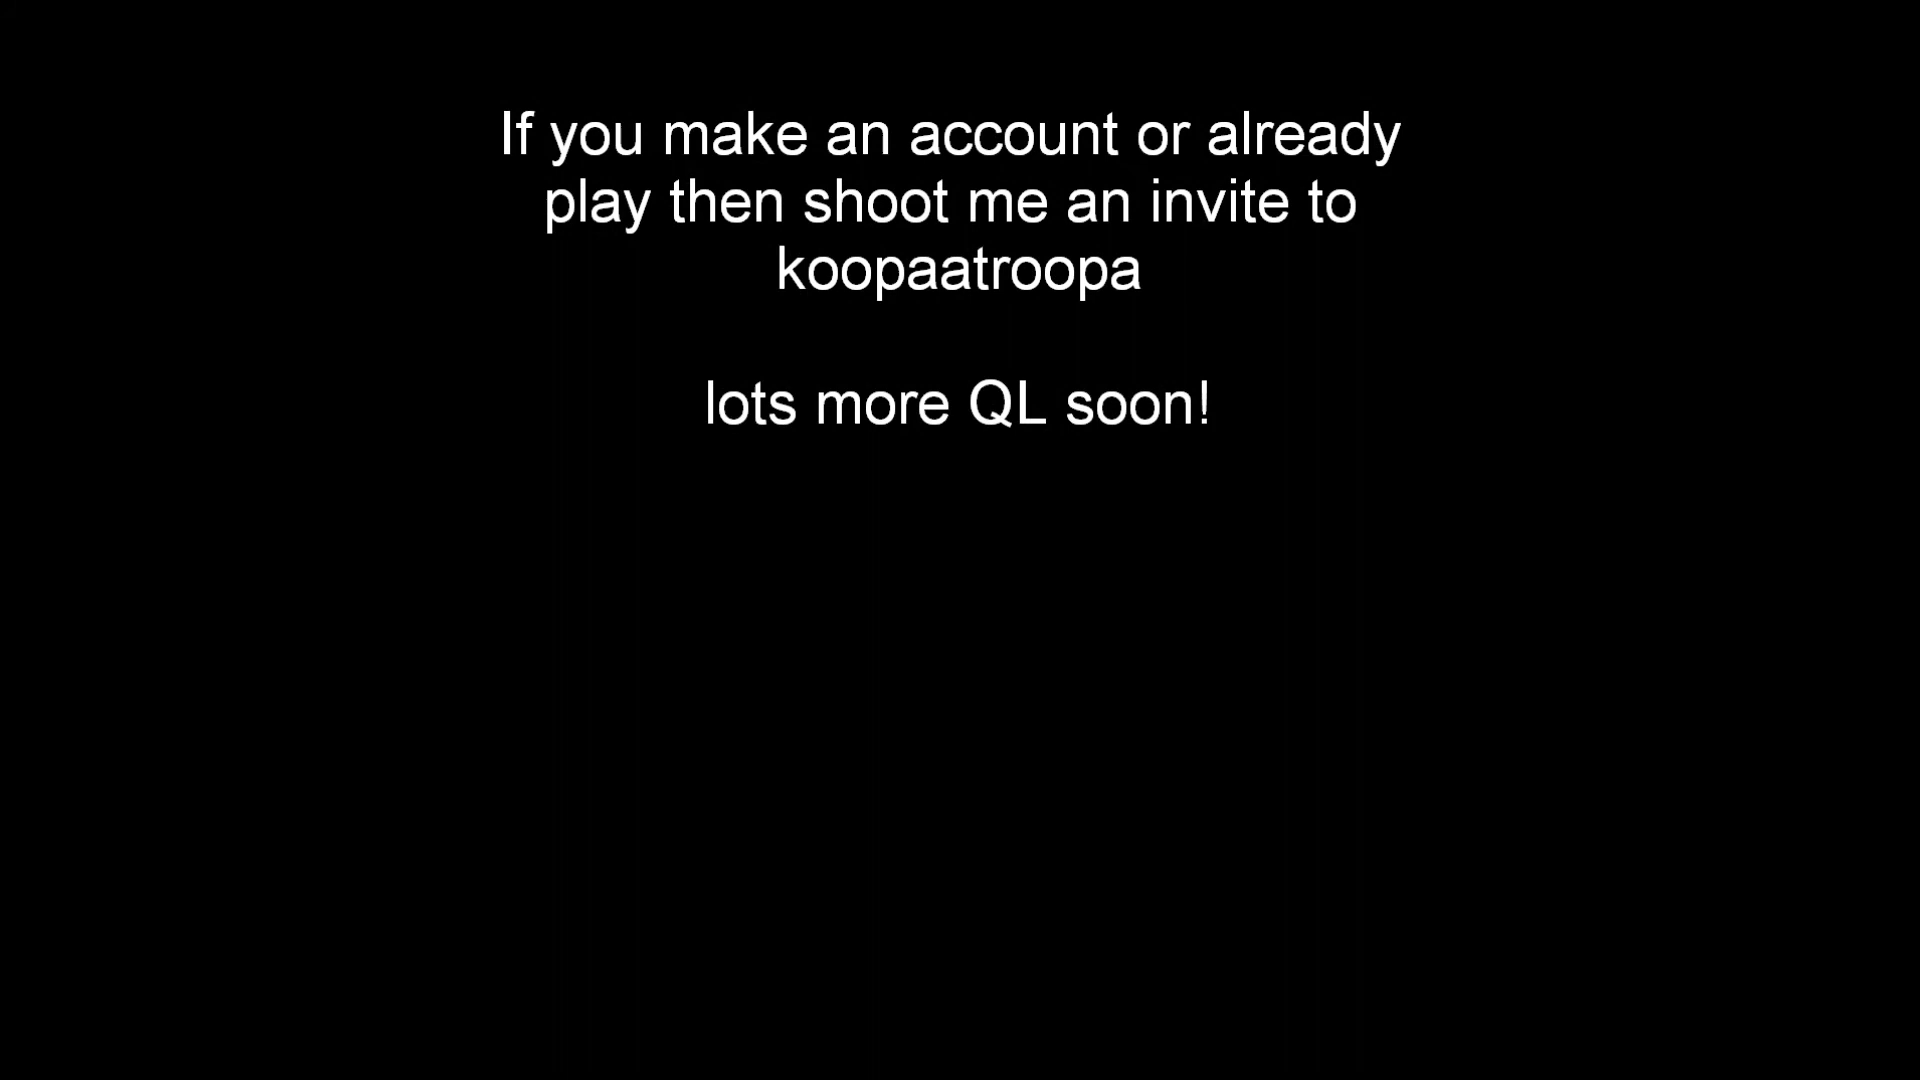 If you make an account or already
play then shoot me an invite to
koopaatroopa
lots more QL soon!